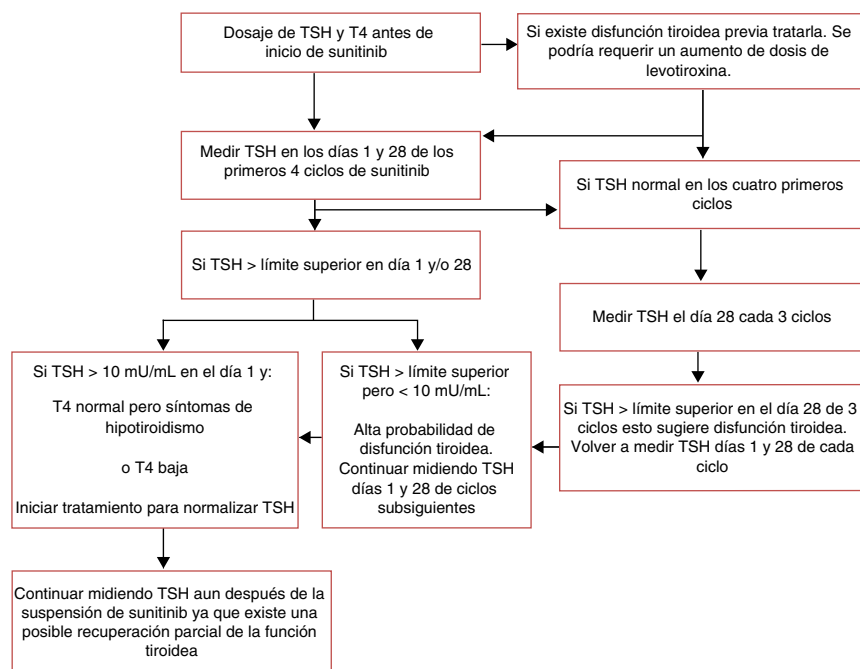 Dosaje de TSH y T4 antes de
inicio de sunitinib
Si existe disfunción tiroidea previa tratarla. Se
podría requerir un aumento de dosis de
levotiroxina.
Medir TSH en los días 1 y 28 de los
primeros 4 ciclos de sunitinib
Si TSH normal en los cuatro primeros
ciclos
Si TSH > límite superior en día 1 y/o 28
Medir TSH el día 28 cada 3 ciclos
Si TSH > 10 mU/mL en el día 1 y:
T4 normal pero síntomas de
hipotiroidismo
o T4 baja
Iniciar tratamiento para normalizar TSH
Si TSH > límite superior
pero < 10 mU/mL:
Alta probabilidad de
disfunción tiroidea.
Continuar midiendo TSH
días 1 y 28 de ciclos
subsiguientes
Si TSH > límite superior en el día 28 de 3
ciclos esto sugiere disfunción tiroidea.
Volver a medir TSH días 1 y 28 de cada
ciclo
Continuar midiendo TSH aun después de la
suspensión de sunitinib ya que existe una
posible recuperación parcial de la función
tiroidea